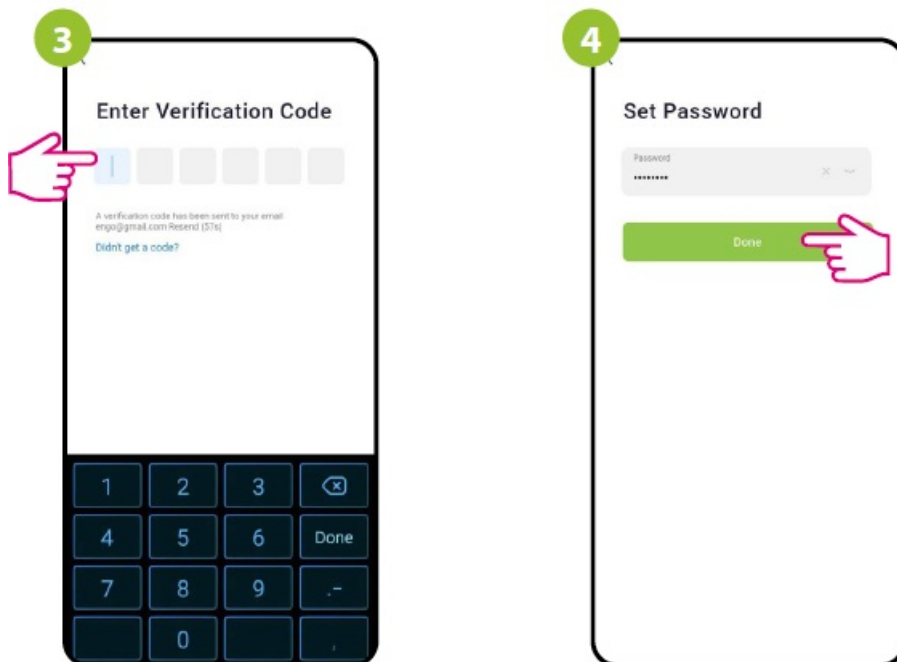 3
Enter Verification Code
A verification code has been sent to your email
engo@gmail.com Resend (57s)
Didn't get a code?
1 2 3
4 5 6 Done
7 8 9 .-
0 ,
4
Set Password
Password
••••••••
Done